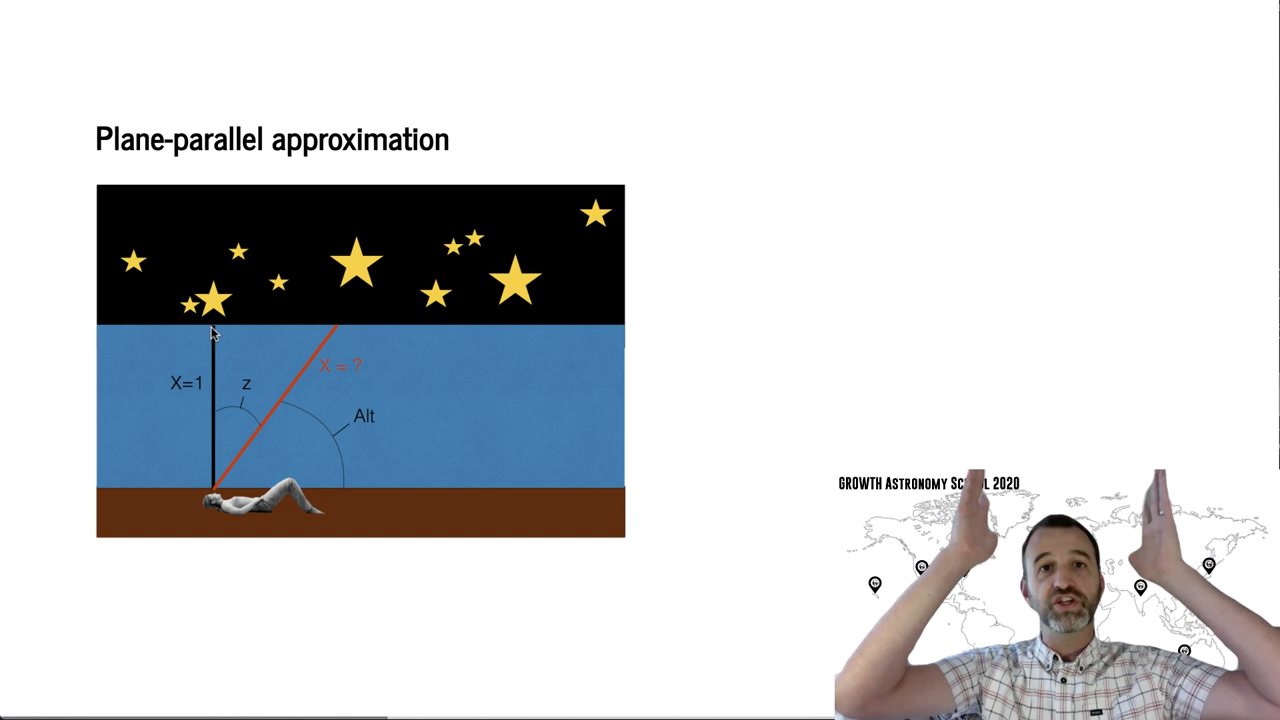 Plane-parallel approximation
X=1
z
X = ?
Alt
GROWTH Astronomy School 2020